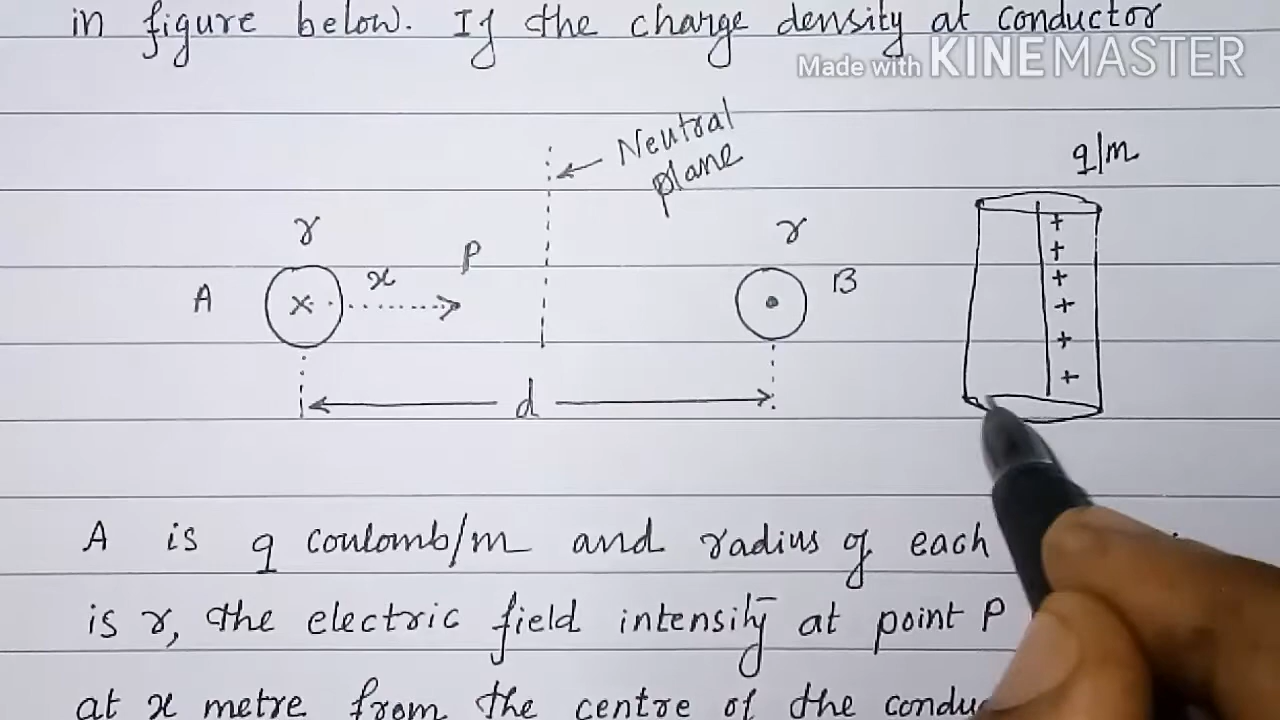 in figure below. If the charge density at conductor
Made with KINEMASTER
Neutral
plane
q/m
r
r
A
x
P
B
d
+
+
+
+
+
+
A is q coulomb/m and radius of each
is r, the electric field intensity at point P
at x metre from the centre of the